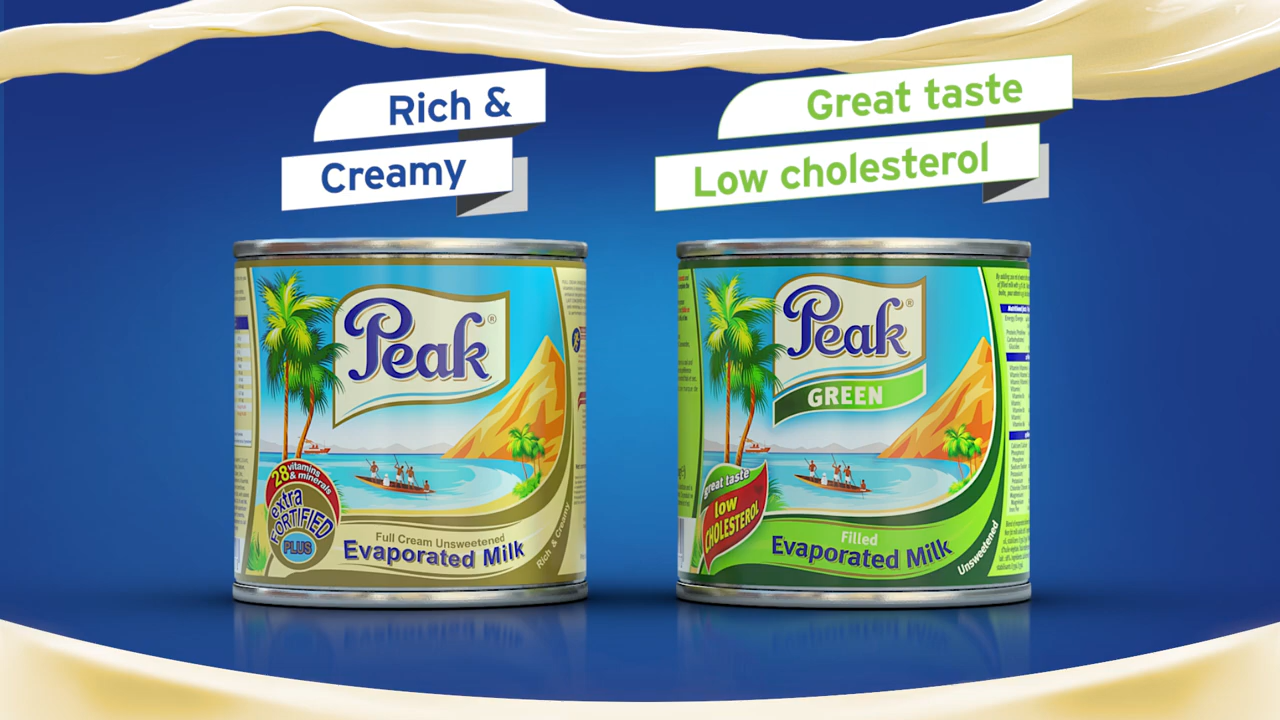 Rich &
Creamy
Great taste
Low cholesterol
Peak®
28 vitamins
& minerals
extra
FORTIFIED
PLUS
Full Cream Unsweetened
Evaporated Milk
Rich & Creamy
Peak®
GREEN
great taste
low
CHOLESTEROL
Filled
Evaporated Milk
Unsweetened